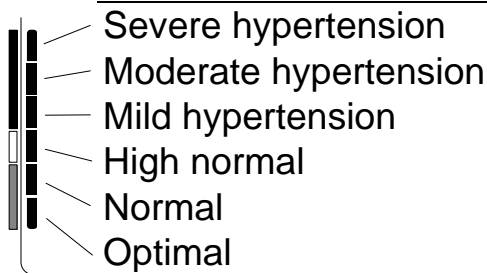 Severe hypertension
Moderate hypertension
Mild hypertension
High normal
Normal
Optimal